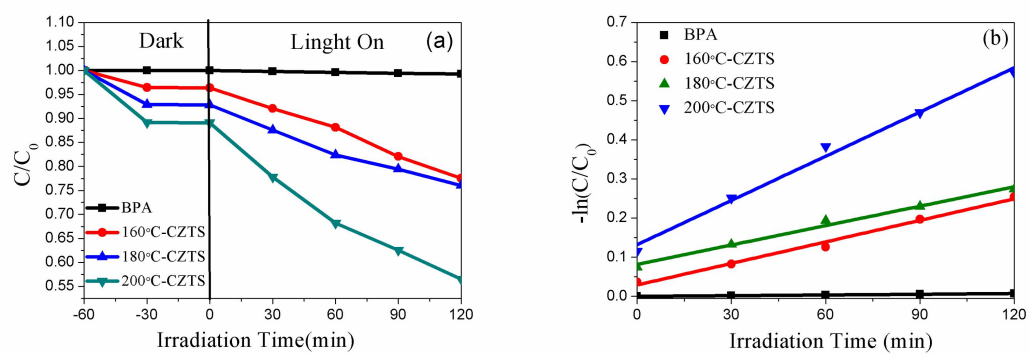 1.10
1.05
1.00
0.95
0.90
0.85
0.80
0.75
0.70
0.65
0.60
0.55
C/C0
Dark
Linght On
(a)
BPA
160°C-CZTS
180°C-CZTS
200°C-CZTS
-60
-30
0
30
60
90
120
Irradiation Time(min)
0.7
0.6
0.5
0.4
0.3
0.2
0.1
0.0
-ln(C/C0)
BPA
160°C-CZTS
180°C-CZTS
200°C-CZTS
(b)
0
30
60
90
120
Irradiation Time (min)